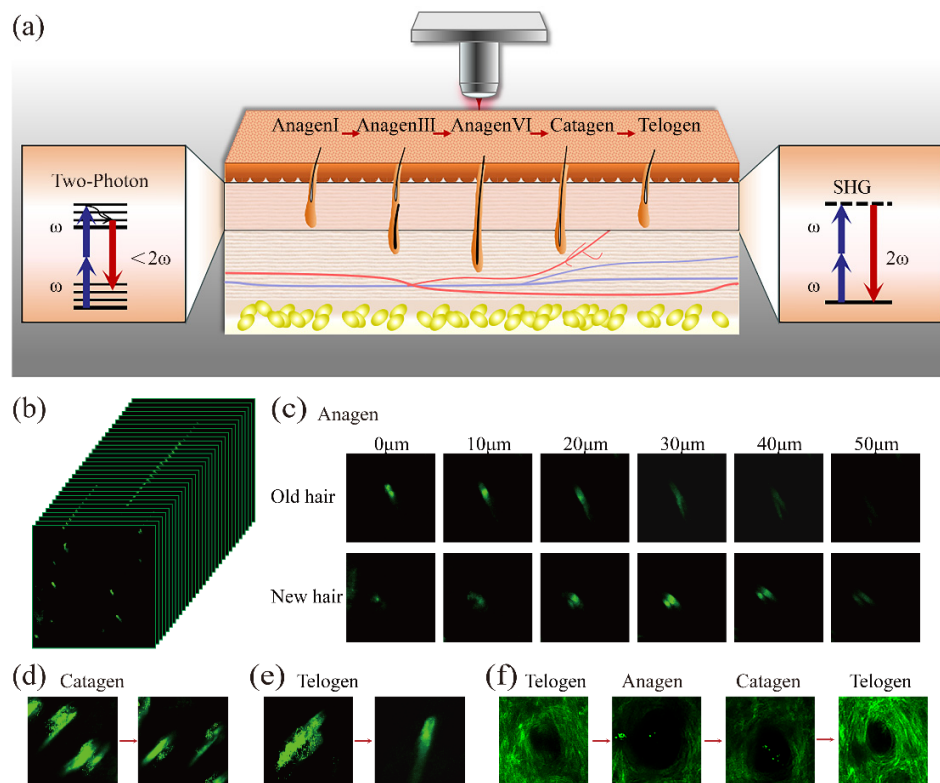 (a)
AnagenI AnagenIII AnagenVI Catagen Telogen
Two-Photon
ω
<2ω
ω
SHG
ω
2ω
ω
(b)
(c) Anagen
0μm 10μm 20μm 30μm 40μm 50μm
Old hair
New hair
(d) Catagen
(e) Telogen
(f) Telogen Anagen Catagen Telogen